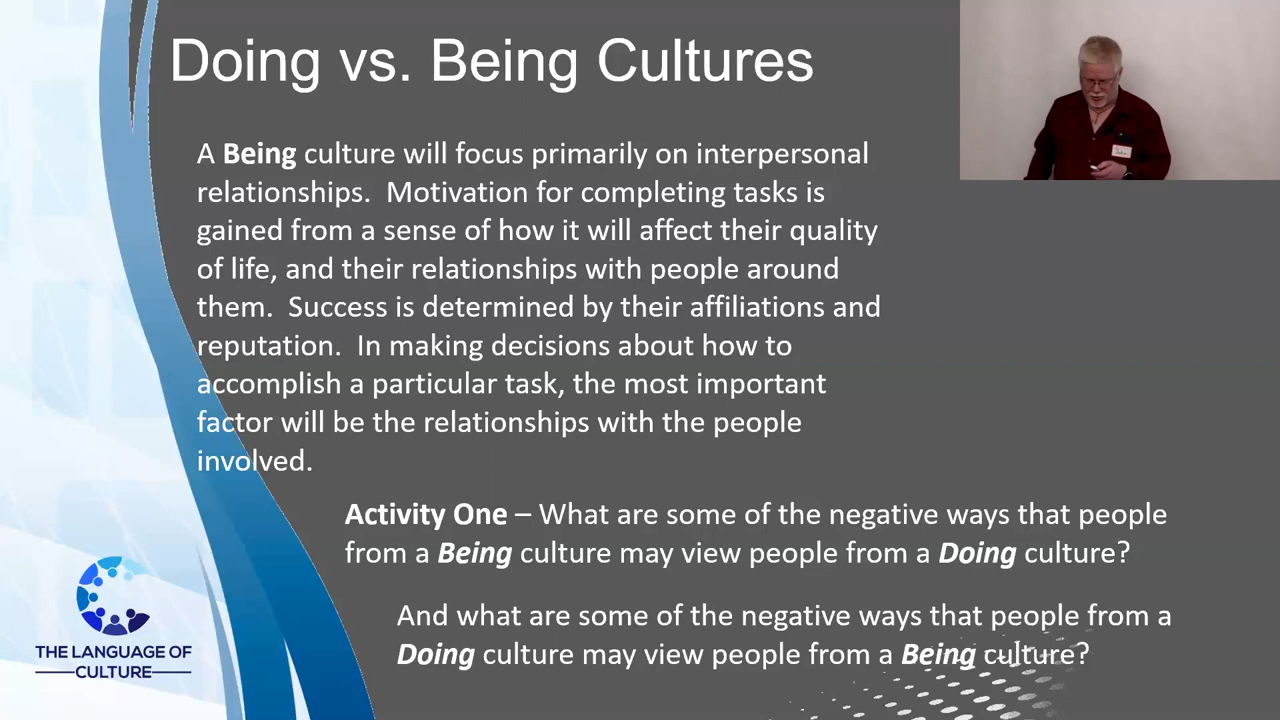 Doing vs. Being Cultures
A Being culture will focus primarily on interpersonal
relationships.  Motivation for completing tasks is
gained from a sense of how it will affect their quality
of life, and their relationships with people around
them.  Success is determined by their affiliations and
reputation.  In making decisions about how to
accomplish a particular task, the most important
factor will be the relationships with the people
involved.
Activity One – What are some of the negative ways that people
from a Being culture may view people from a Doing culture?
And what are some of the negative ways that people from a
Doing culture may view people from a Being culture?
THE LANGUAGE OF
CULTURE